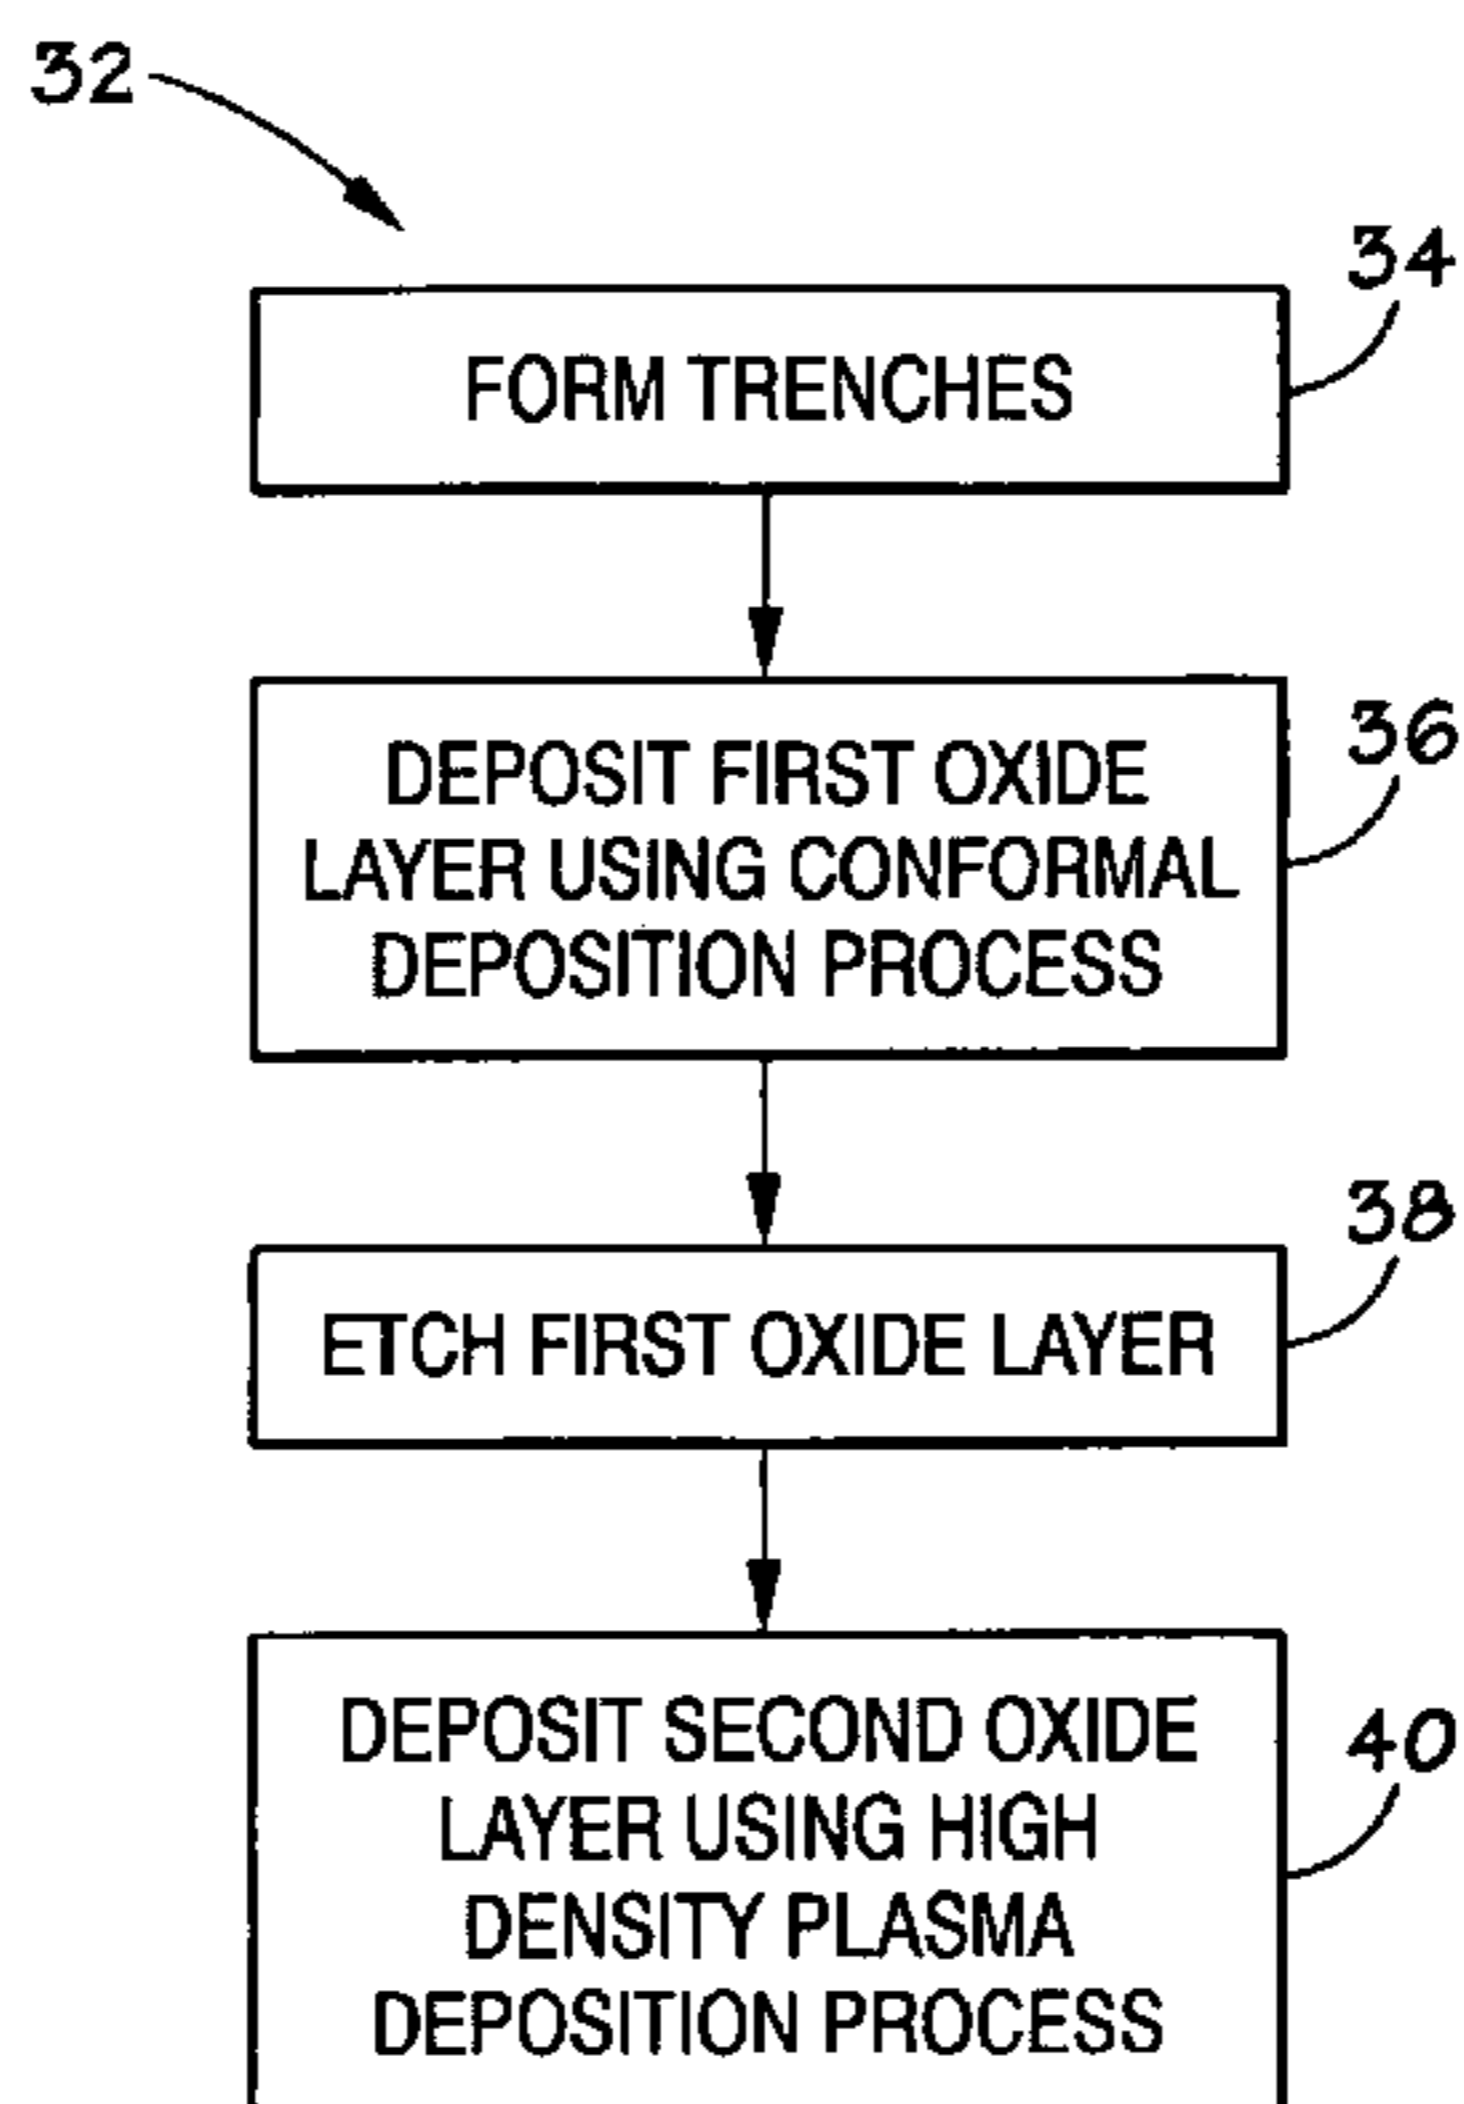 32
34
FORM TRENCHES
36
DEPOSIT FIRST OXIDE
LAYER USING CONFORMAL
DEPOSITION PROCESS
38
ETCH FIRST OXIDE LAYER
40
DEPOSIT SECOND OXIDE
LAYER USING HIGH
DENSITY PLASMA
DEPOSITION PROCESS